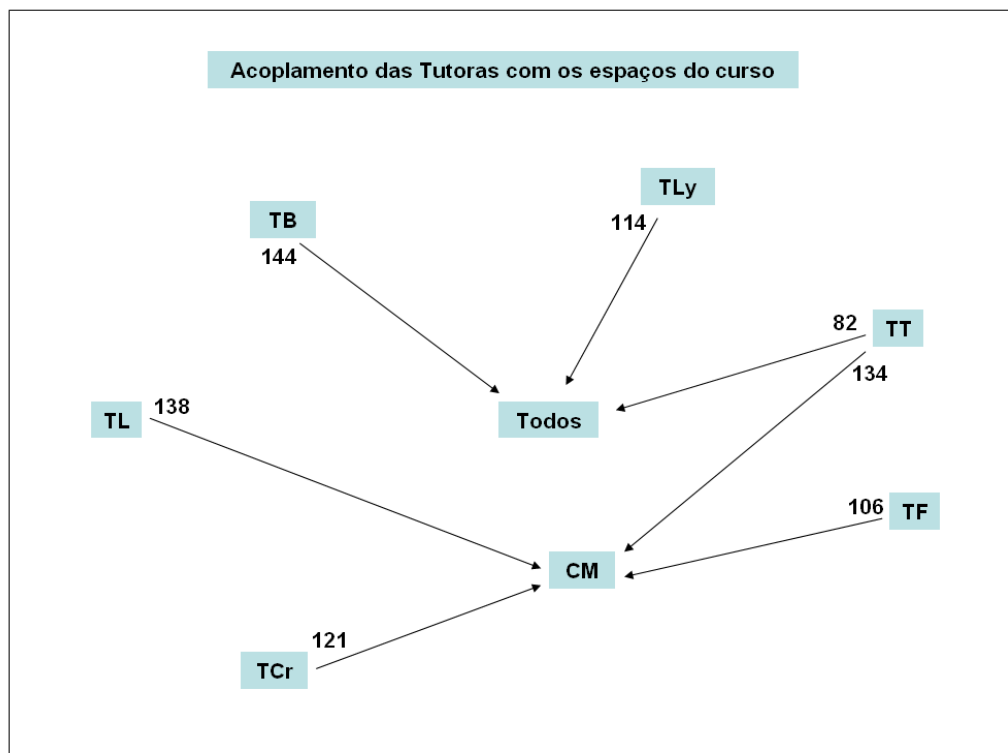 Acoplamento das Tutoras com os espaços do curso
TLy
114
TB
144
82
TT
134
TL
138
Todos
106
TF
CM
121
TCr